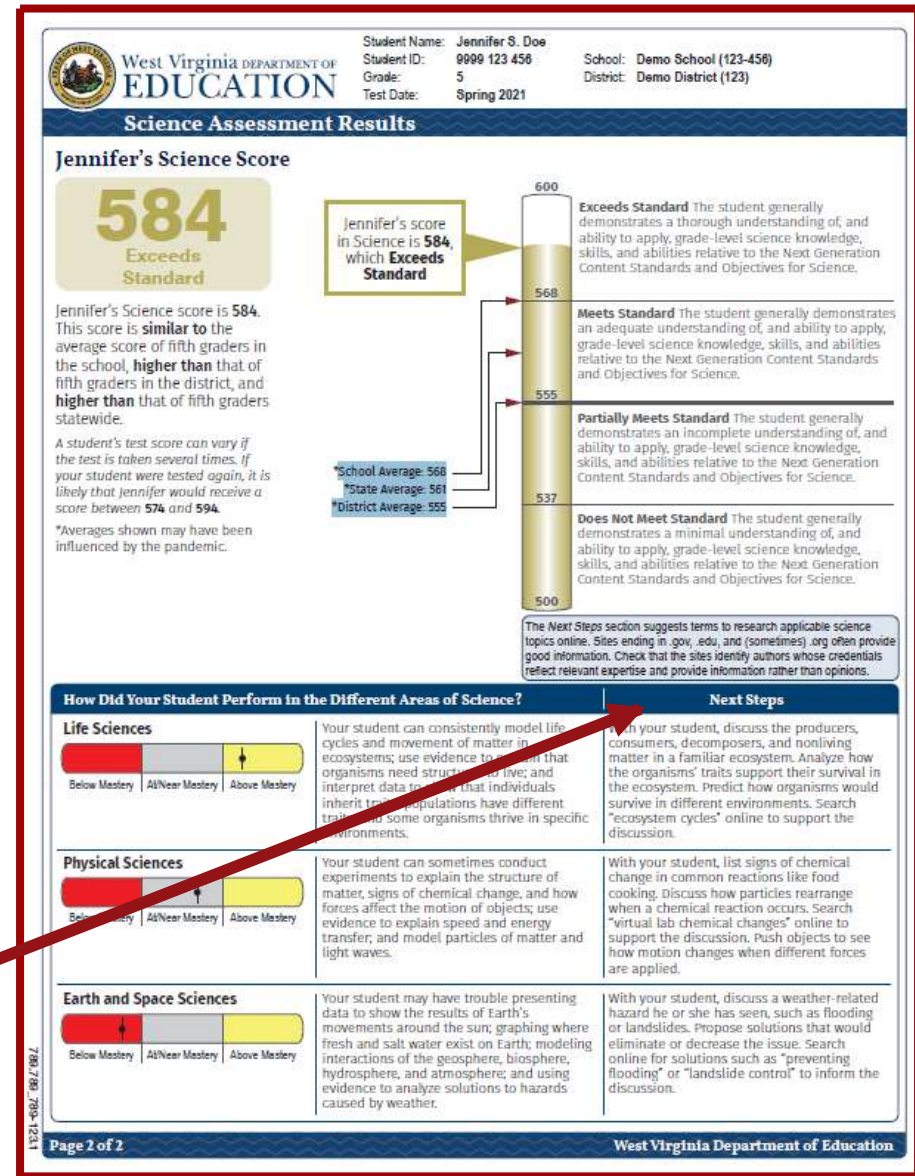 West Virginia DEPARTMENT OF
EDUCATION
Student Name: Jennifer S. Doe
Student ID: 9999 123 456
Grade: 5
Test Date: Spring 2021
School: Demo School (123-456)
District: Demo District (123)
Science Assessment Results
Jennifer's Science Score
584
Exceeds
Standard
Jennifer's Science score is 584.
This score is similar to the
average score of fifth graders in
the school, higher than that of
fifth graders in the district, and
higher than that of fifth graders
statewide.
A student's test score can vary if
the test is taken several times. If
your student were tested again, it is
likely that Jennifer would receive a
score between 574 and 594.
*Averages shown may have been
influenced by the pandemic.
Jennifer's score
in Science is 584,
which Exceeds
Standard
*School Average: 568
*State Average: 561
*District Average: 555
600
568
555
537
500
Exceeds Standard The student generally
demonstrates a thorough understanding of, and
ability to apply, grade-level science knowledge,
skills, and abilities relative to the Next Generation
Content Standards and Objectives for Science.
Meets Standard The student generally demonstrates
an adequate understanding of, and ability to apply,
grade-level science knowledge, skills, and abilities
relative to the Next Generation Content Standards
and Objectives for Science.
Partially Meets Standard The student generally
demonstrates an incomplete understanding of, and
ability to apply, grade-level science knowledge,
skills, and abilities relative to the Next Generation
Content Standards and Objectives for Science.
Does Not Meet Standard The student generally
demonstrates a minimal understanding of, and
ability to apply, grade-level science knowledge,
skills, and abilities relative to the Next Generation
Content Standards and Objectives for Science.
The Next Steps section suggests terms to research applicable science
topics online. Sites ending in .gov, .edu, and (sometimes) .org often provide
good information. Check that the sites identify authors whose credentials
reflect relevant expertise and provide information rather than opinions.
How Did Your Student Perform in the Different Areas of Science?
Next Steps
Life Sciences
Below Mastery At/Near Mastery Above Mastery
Your student can consistently model life
cycles and movement of matter in
ecosystems; use evidence to that
organisms need to live; and
interpret data to that individuals
inherit populations have different
some organisms thrive in specific
environments.
With your student, discuss the producers,
consumers, decomposers, and nonliving
matter in a familiar ecosystem. Analyze how
the organisms' traits support their survival in
the ecosystem. Predict how organisms would
survive in different environments. Search
"ecosystem cycles" online to support the
discussion.
Physical Sciences
Below Mastery At/Near Mastery Above Mastery
Your student can sometimes conduct
experiments to explain the structure of
matter, signs of chemical change, and how
forces affect the motion of objects; use
evidence to explain speed and energy
transfer; and model particles of matter and
light waves.
With your student, list signs of chemical
change in common reactions like food
cooking. Discuss how particles rearrange
when a chemical reaction occurs. Search
"virtual lab chemical changes" online to
support the discussion. Push objects to see
how motion changes when different forces
are applied.
Earth and Space Sciences
Below Mastery At/Near Mastery Above Mastery
Your student may have trouble presenting
data to show the results of Earth's
movements around the sun; graphing where
fresh and salt water exist on Earth; modeling
interactions of the geosphere, biosphere,
hydrosphere, and atmosphere; and using
evidence to analyze solutions to hazards
caused by weather.
With your student, discuss a weather-related
hazard he or she has seen, such as flooding
or landslides. Propose solutions that would
eliminate or decrease the issue. Search
online for solutions such as "preventing
flooding" or "landslide control" to inform the
discussion.
789.789_789-123.1
Page 2 of 2
West Virginia Department of Education